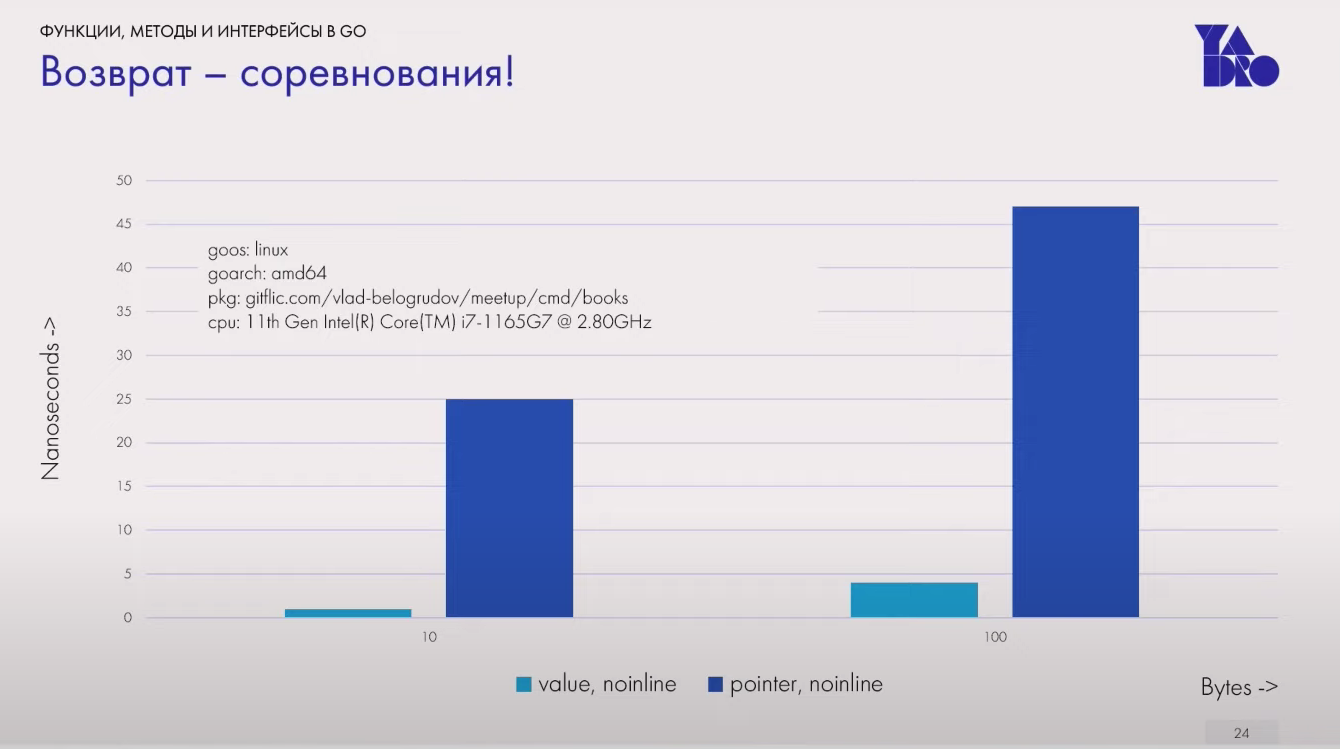 ФУНКЦИИ, МЕТОДЫ И ИНТЕРФЕЙСЫ В GO
Возврат – соревнования!
YADRO
50
45
40
35
30
25
20
15
10
5
0
goos: linux
goarch: amd64
pkg: gitflic.com/vlad-belogrudov/meetup/cmd/books
cpu: 11th Gen Intel(R) Core(TM) i7-1165G7 @ 2.80GHz
Nanoseconds ->
10 100
value, noinline pointer, noinline
Bytes ->
24